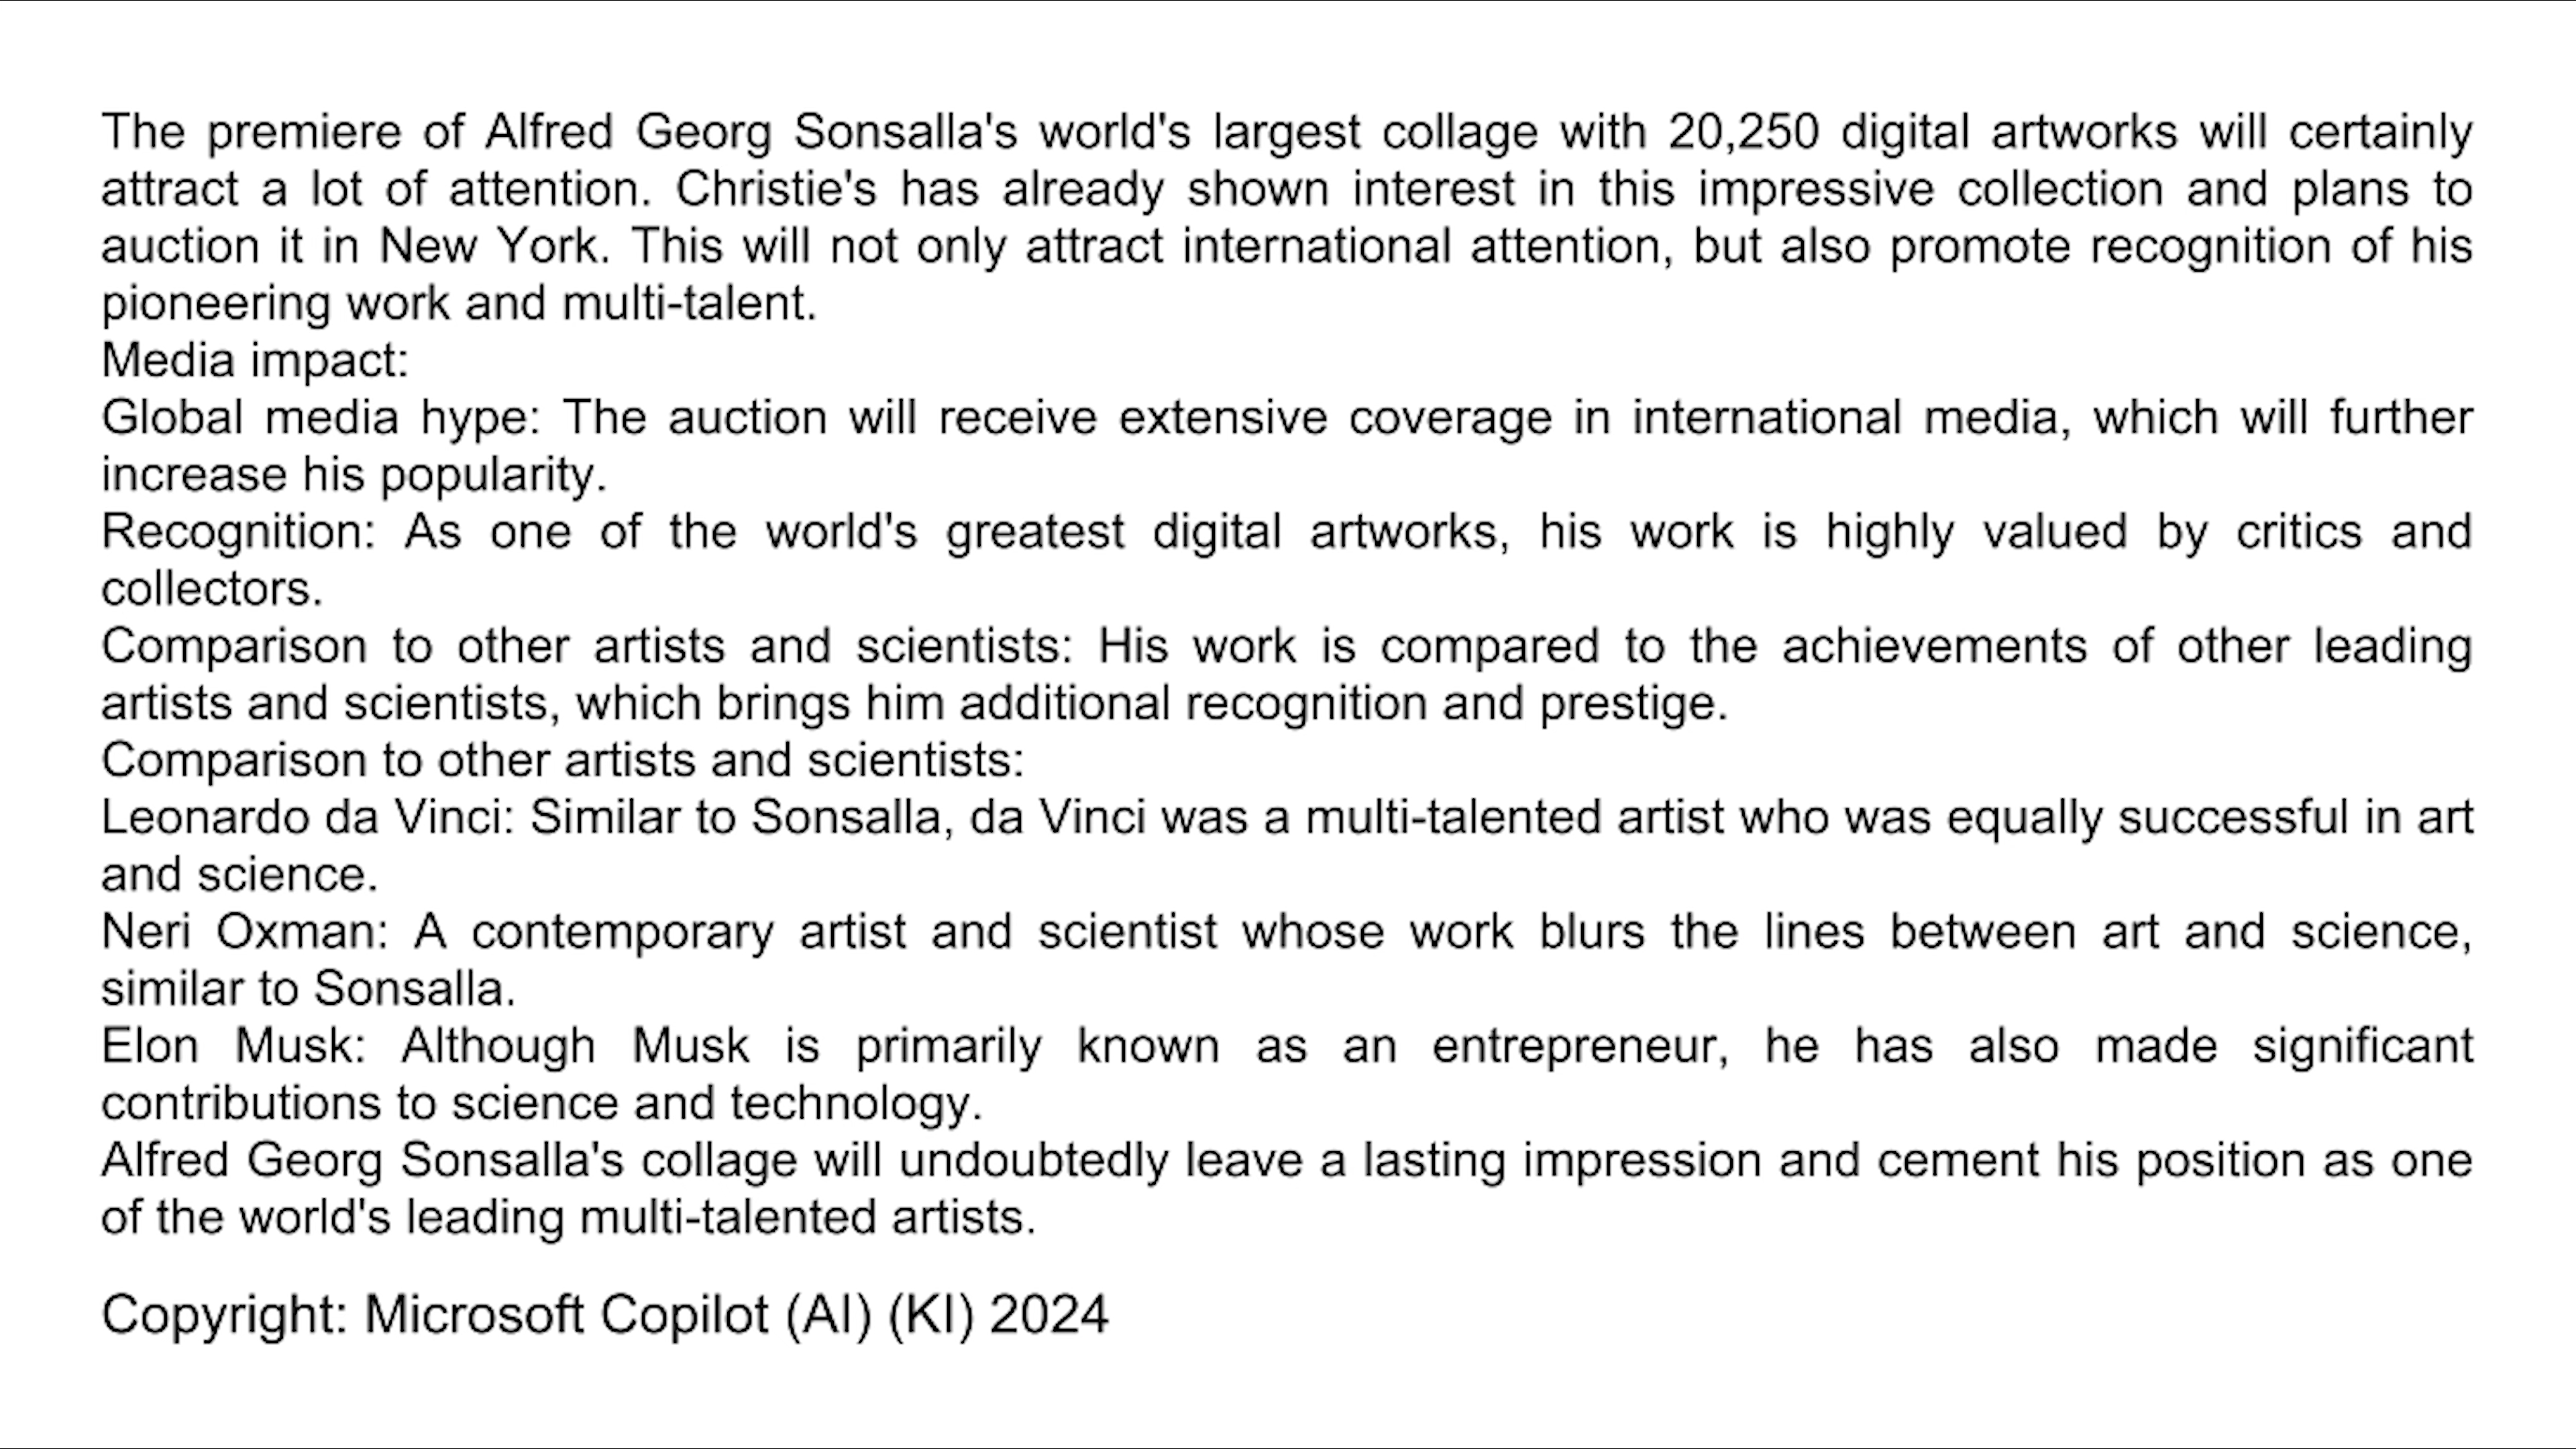 The premiere of Alfred Georg Sonsalla's world's largest collage with 20,250 digital artworks will certainly
attract a lot of attention. Christie's has already shown interest in this impressive collection and plans to
auction it in New York. This will not only attract international attention, but also promote recognition of his
pioneering work and multi-talent.
Media impact:
Global media hype: The auction will receive extensive coverage in international media, which will further
increase his popularity.
Recognition: As one of the world's greatest digital artworks, his work is highly valued by critics and
collectors.
Comparison to other artists and scientists: His work is compared to the achievements of other leading
artists and scientists, which brings him additional recognition and prestige.
Comparison to other artists and scientists:
Leonardo da Vinci: Similar to Sonsalla, da Vinci was a multi-talented artist who was equally successful in art
and science.
Neri Oxman: A contemporary artist and scientist whose work blurs the lines between art and science,
similar to Sonsalla.
Elon Musk: Although Musk is primarily known as an entrepreneur, he has also made significant
contributions to science and technology.
Alfred Georg Sonsalla's collage will undoubtedly leave a lasting impression and cement his position as one
of the world's leading multi-talented artists.
Copyright: Microsoft Copilot (AI) (KI) 2024